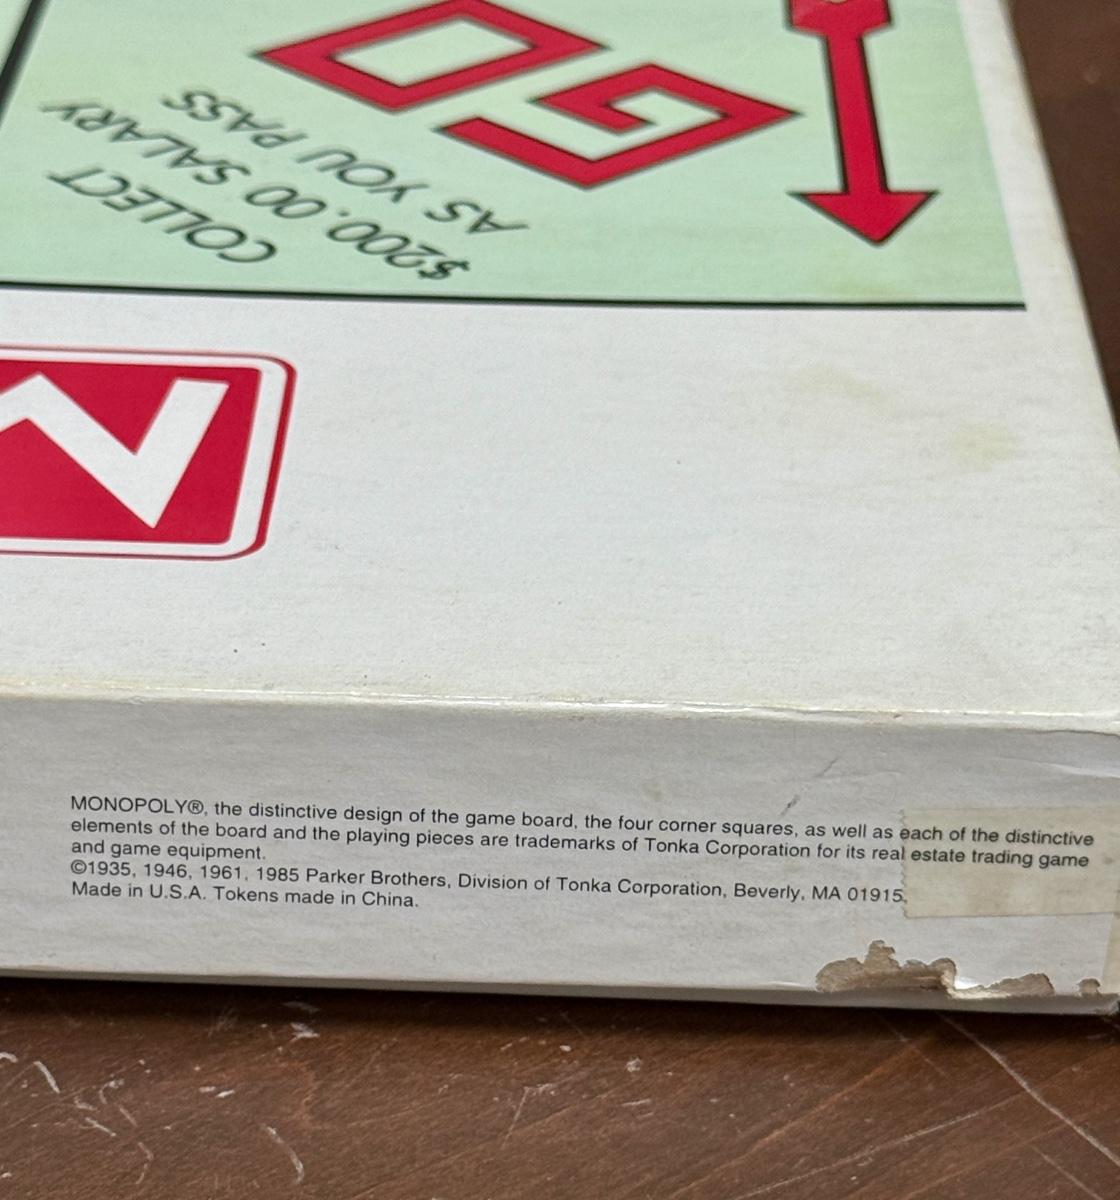 GO
COLLECT
$200.00 SALARY
AS YOU PASS
MONOPOLY®, the distinctive design of the game board, the four corner squares, as well as each of the distinctive
elements of the board and the playing pieces are trademarks of Tonka Corporation for its real estate trading game
and game equipment.
©1935, 1946, 1961, 1985 Parker Brothers, Division of Tonka Corporation, Beverly, MA 01915.
Made in U.S.A. Tokens made in China.